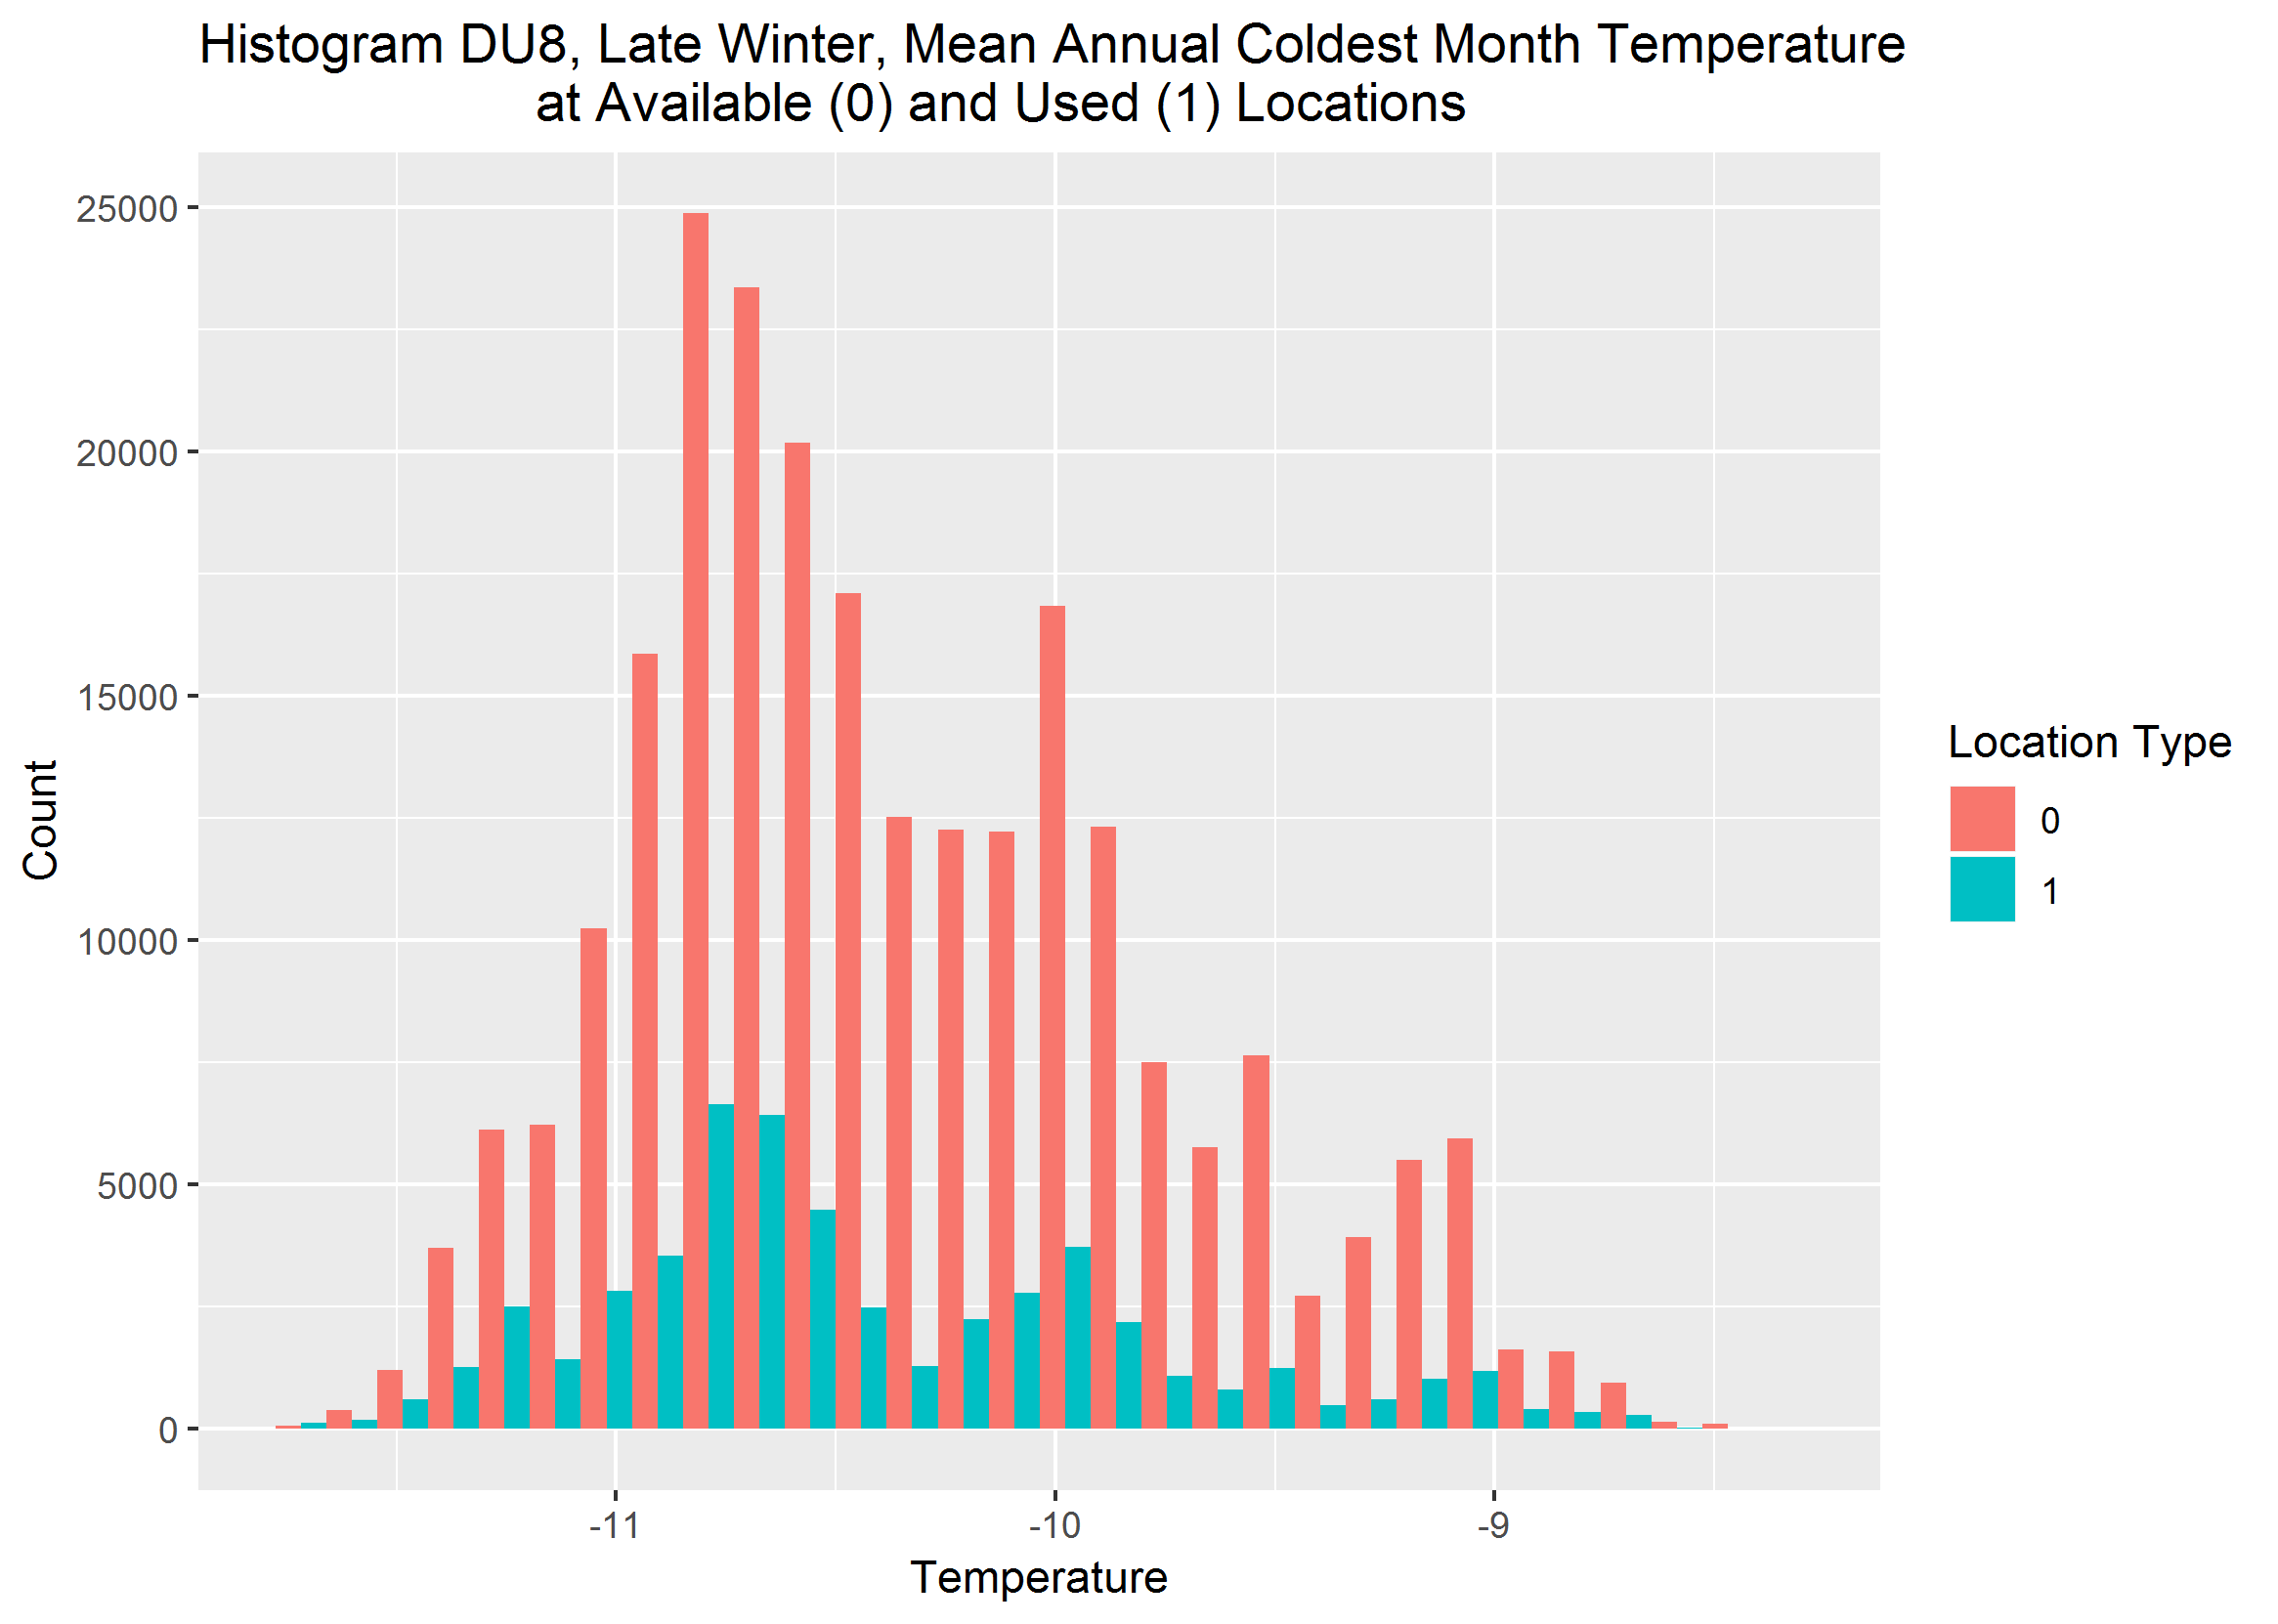 Histogram DU8, Late Winter, Mean Annual Coldest Month Temperature
at Available (0) and Used (1) Locations
25000
20000
15000
10000
5000
0
Count
-11
-10
-9
Temperature
Location Type
0
1